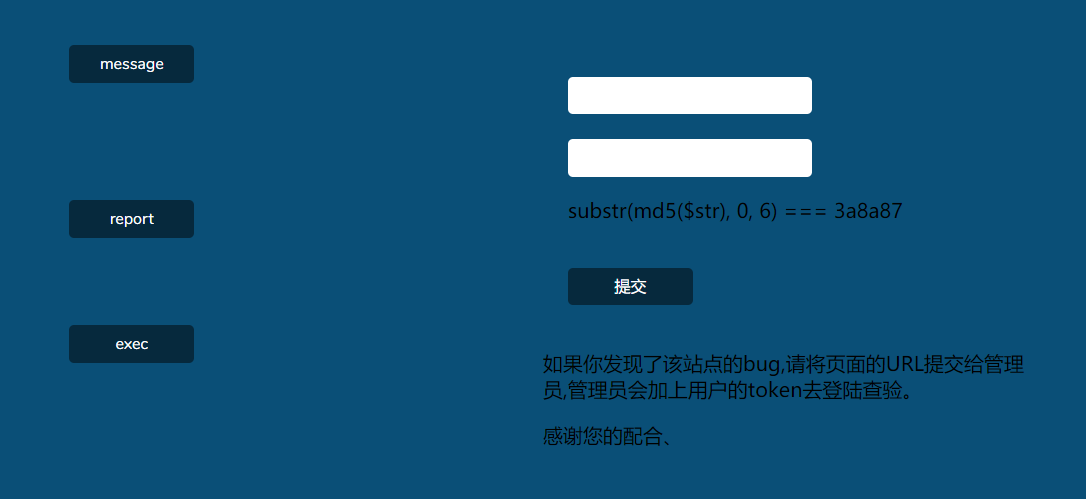 message
report
exec
substr(md5($str), 0, 6) === 3a8a87
提交
如果你发现了该站点的bug,请将页面的URL提交给管理
员,管理员会加上用户的token去登陆查验。
感谢您的配合、